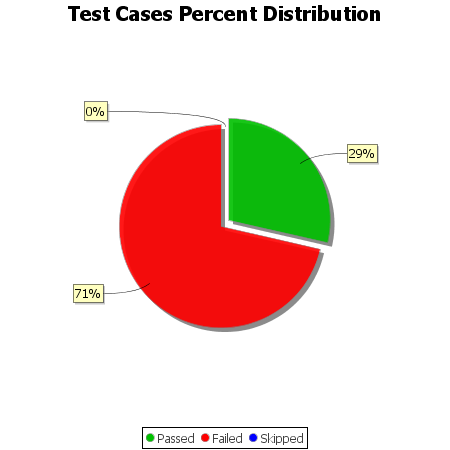 Test Cases Percent Distribution
0%
29%
71%
Passed Failed Skipped